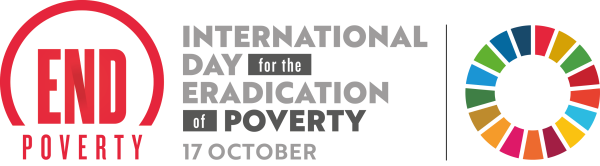 END
POVERTY
INTERNATIONAL
DAY for the
ERADICATION
of POVERTY
17 OCTOBER